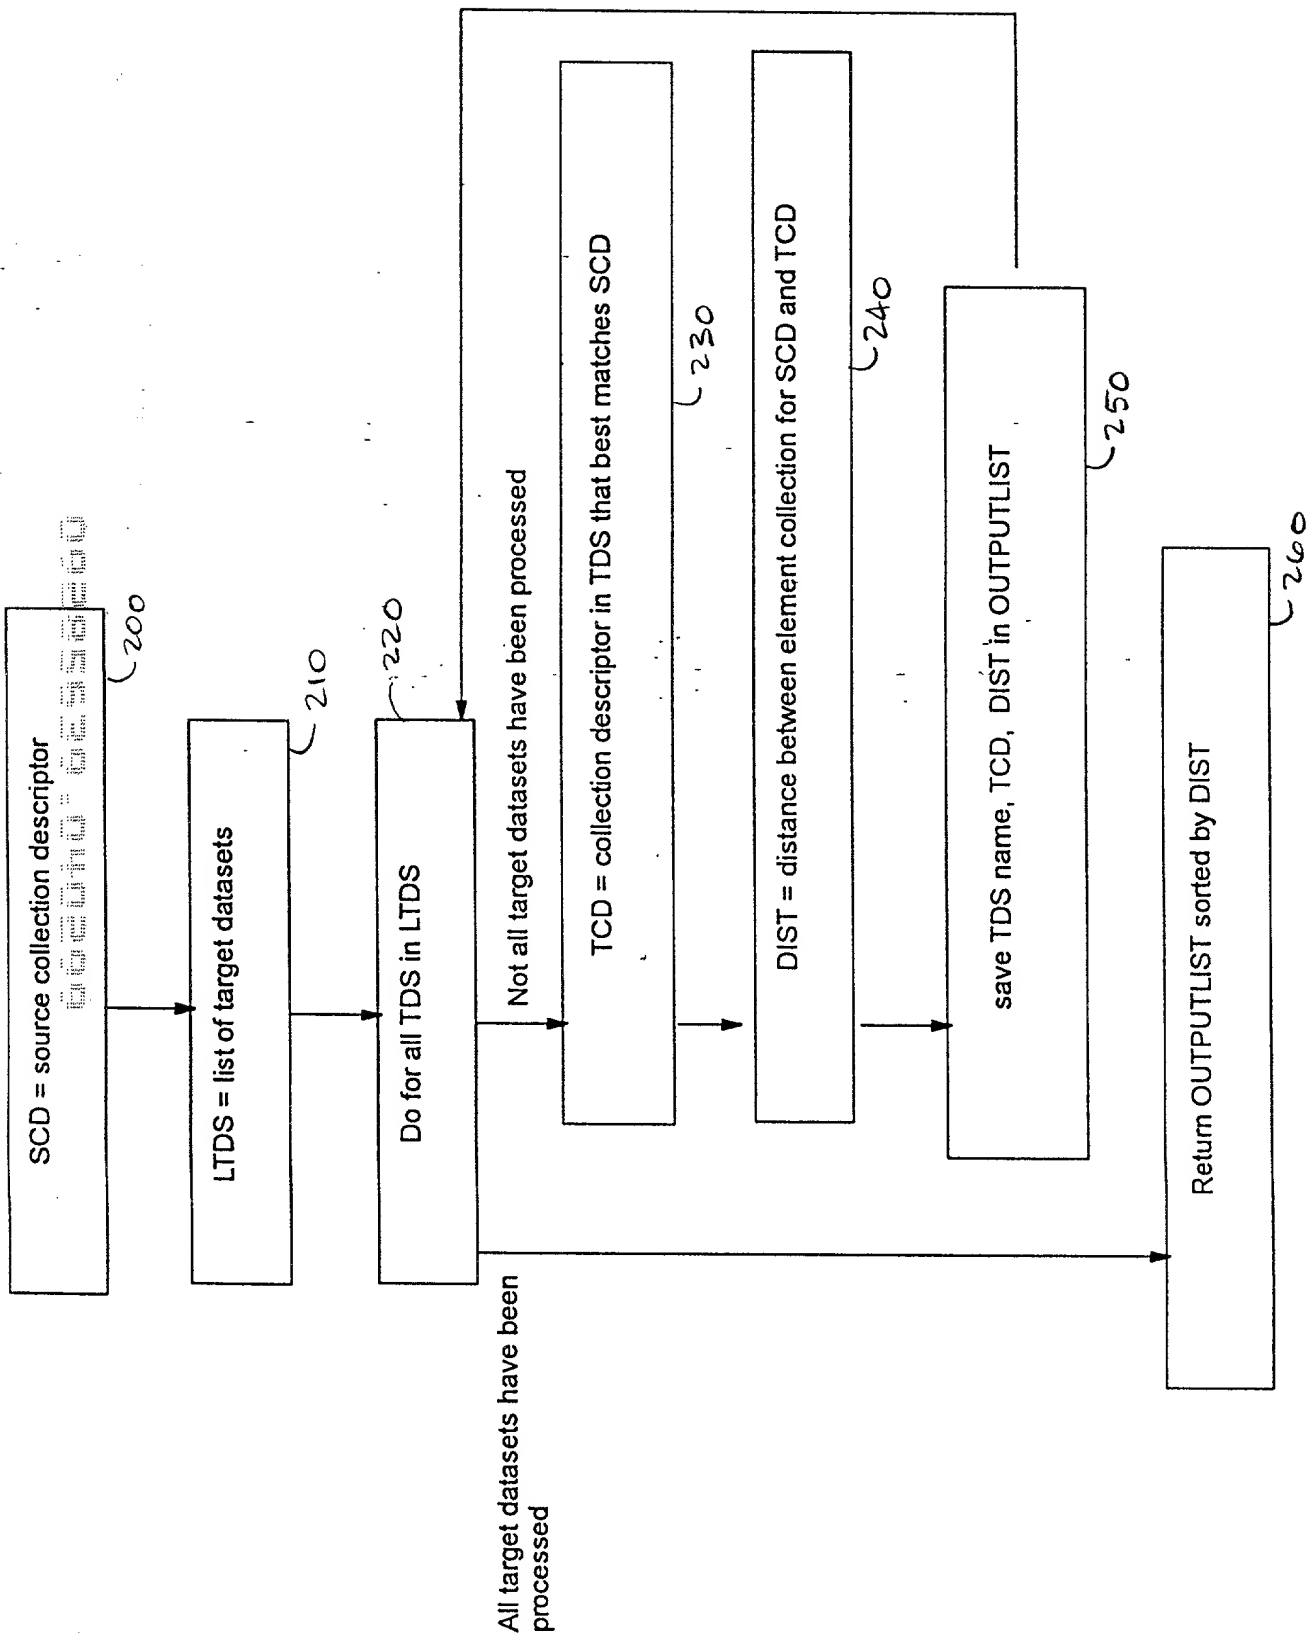 SCD = source collection descriptor
200
LTDS = list of target datasets
210
Do for all TDS in LTDS
220
Not all target datasets have been processed
TCD = collection descriptor in TDS that best matches SCD
230
DIST = distance between element collection for SCD and TCD
240
save TDS name, TCD, DIST in OUTPUTLIST
250
All target datasets have been
processed
Return OUTPUTLIST sorted by DIST
260